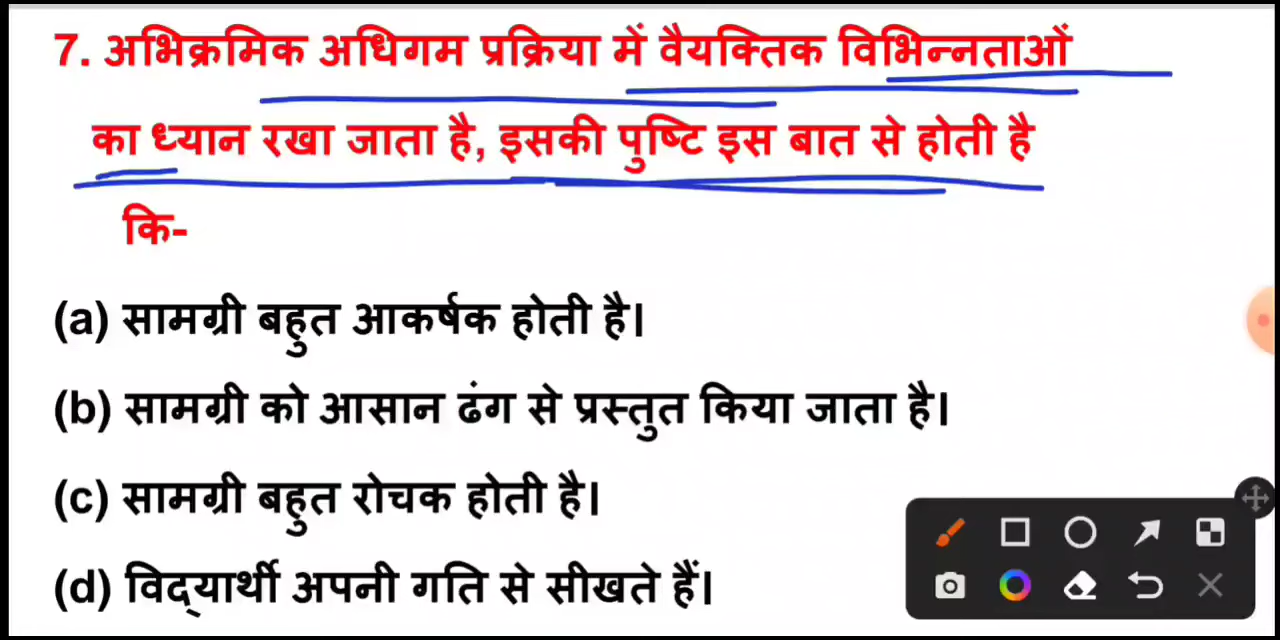 7. अभिक्रमिक अधिगम प्रक्रिया में वैयक्तिक विभिन्नताओं
का ध्यान रखा जाता है, इसकी पुष्टि इस बात से होती है
कि-
(a) सामग्री बहुत आकर्षक होती है।
(b) सामग्री को आसान ढंग से प्रस्तुत किया जाता है।
(c) सामग्री बहुत रोचक होती है।
(d) विद्यार्थी अपनी गति से सीखते हैं।